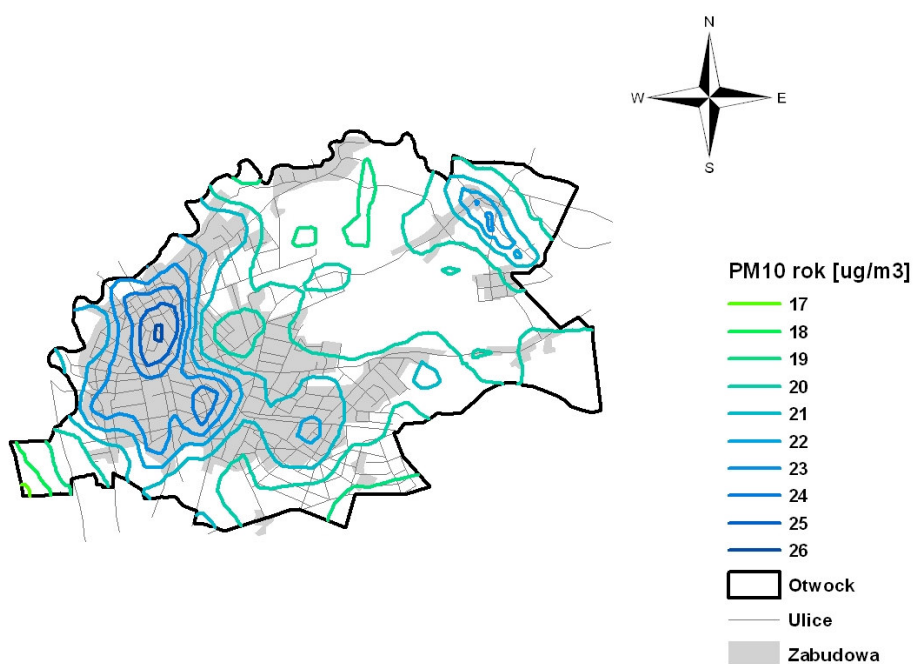 N
W E
S
PM10 rok [ug/m3]
17
18
19
20
21
22
23
24
25
26
Otwock
Ulice
Zabudowa